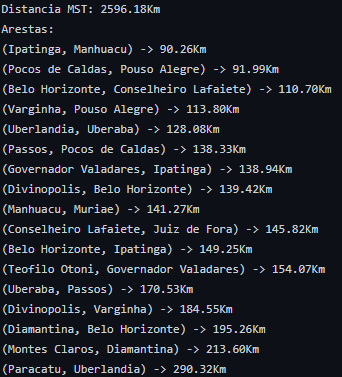 Distancia MST: 2596.18Km
Arestas:
(Ipatinga, Manhuacu) -> 90.26Km
(Pocos de Caldas, Pouso Alegre) -> 91.99Km
(Belo Horizonte, Conselheiro Lafaiete) -> 110.70Km
(Varginha, Pouso Alegre) -> 113.80Km
(Uberlandia, Uberaba) -> 128.08Km
(Passos, Pocos de Caldas) -> 138.33Km
(Governador Valadares, Ipatinga) -> 138.94Km
(Divinopolis, Belo Horizonte) -> 139.42Km
(Manhuacu, Muriae) -> 141.27Km
(Conselheiro Lafaiete, Juiz de Fora) -> 145.82Km
(Belo Horizonte, Ipatinga) -> 149.25Km
(Teofilo Otoni, Governador Valadares) -> 154.07Km
(Uberaba, Passos) -> 170.53Km
(Divinopolis, Varginha) -> 184.55Km
(Diamantina, Belo Horizonte) -> 195.26Km
(Montes Claros, Diamantina) -> 213.60Km
(Paracatu, Uberlandia) -> 290.32Km